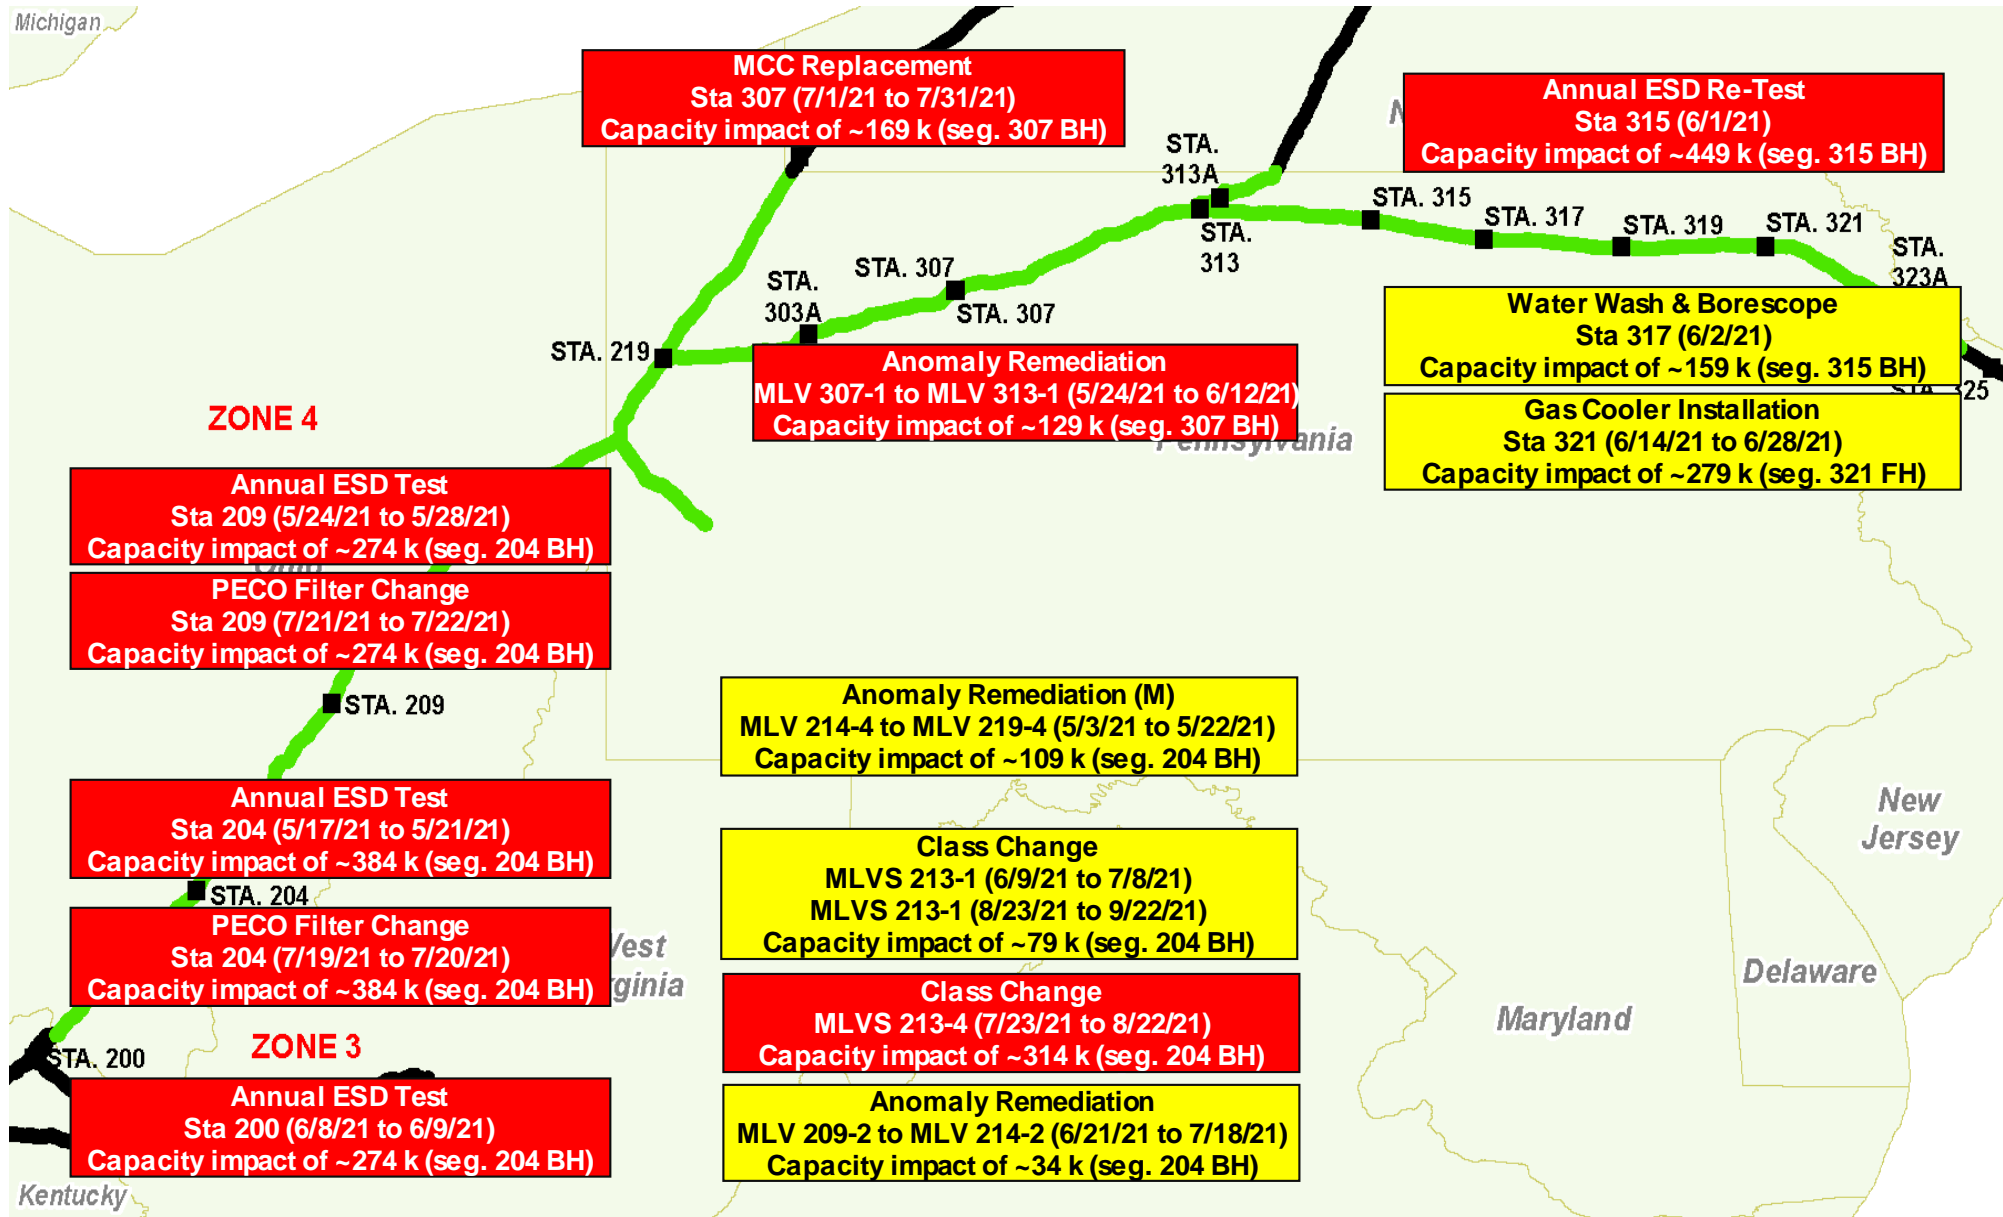 Michigan
MCC Replacement
Sta 307 (7/1/21 to 7/31/21)
Capacity impact of ~169 k (seg. 307 BH)
Annual ESD Re-Test
Sta 315 (6/1/21)
Capacity impact of ~449 k (seg. 315 BH)
STA.
313A
STA. 315
STA. 317
STA. 319
STA. 321
STA.
313
STA.
323A
STA. 307
STA.
303A
STA. 307
STA. 219
Water Wash & Borescope
Sta 317 (6/2/21)
Capacity impact of ~159 k (seg. 315 BH)
STA. 325
Anomaly Remediation
MLV 307-1 to MLV 313-1 (5/24/21 to 6/12/21)
Capacity impact of ~129 k (seg. 307 BH)
Pennsylvania
Gas Cooler Installation
Sta 321 (6/14/21 to 6/28/21)
Capacity impact of ~279 k (seg. 321 FH)
ZONE 4
Annual ESD Test
Sta 209 (5/24/21 to 5/28/21)
Capacity impact of ~274 k (seg. 204 BH)
Ohio
PECO Filter Change
Sta 209 (7/21/21 to 7/22/21)
Capacity impact of ~274 k (seg. 204 BH)
STA. 209
Anomaly Remediation (M)
MLV 214-4 to MLV 219-4 (5/3/21 to 5/22/21)
Capacity impact of ~109 k (seg. 204 BH)
Annual ESD Test
Sta 204 (5/17/21 to 5/21/21)
Capacity impact of ~384 k (seg. 204 BH)
STA. 204
Class Change
MLVS 213-1 (6/9/21 to 7/8/21)
MLVS 213-1 (8/23/21 to 9/22/21)
Capacity impact of ~79 k (seg. 204 BH)
New
Jersey
PECO Filter Change
Sta 204 (7/19/21 to 7/20/21)
Capacity impact of ~384 k (seg. 204 BH)
West
Virginia
Class Change
MLVS 213-4 (7/23/21 to 8/22/21)
Capacity impact of ~314 k (seg. 204 BH)
Delaware
Maryland
STA. 200
ZONE 3
Annual ESD Test
Sta 200 (6/8/21 to 6/9/21)
Capacity impact of ~274 k (seg. 204 BH)
Anomaly Remediation
MLV 209-2 to MLV 214-2 (6/21/21 to 7/18/21)
Capacity impact of ~34 k (seg. 204 BH)
Kentucky